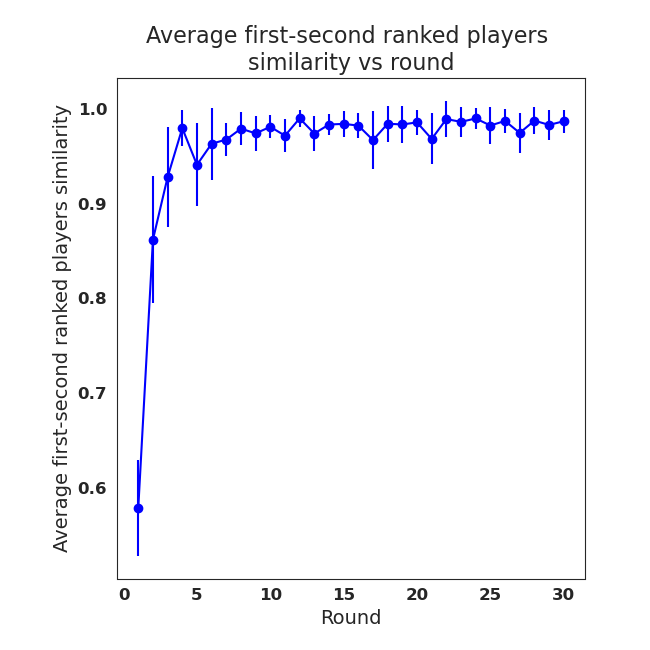 Average first-second ranked players
similarity vs round
Average first-second ranked players similarity
1.0
0.9
0.8
0.7
0.6
0 5 10 15 20 25 30
Round